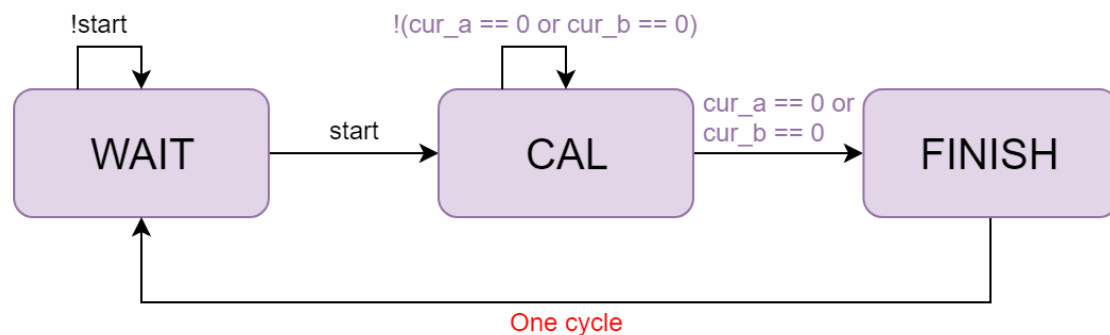 !start
!(cur_a == 0 or cur_b == 0)
WAIT
start
CAL
cur_a == 0 or
cur_b == 0
FINISH
One cycle